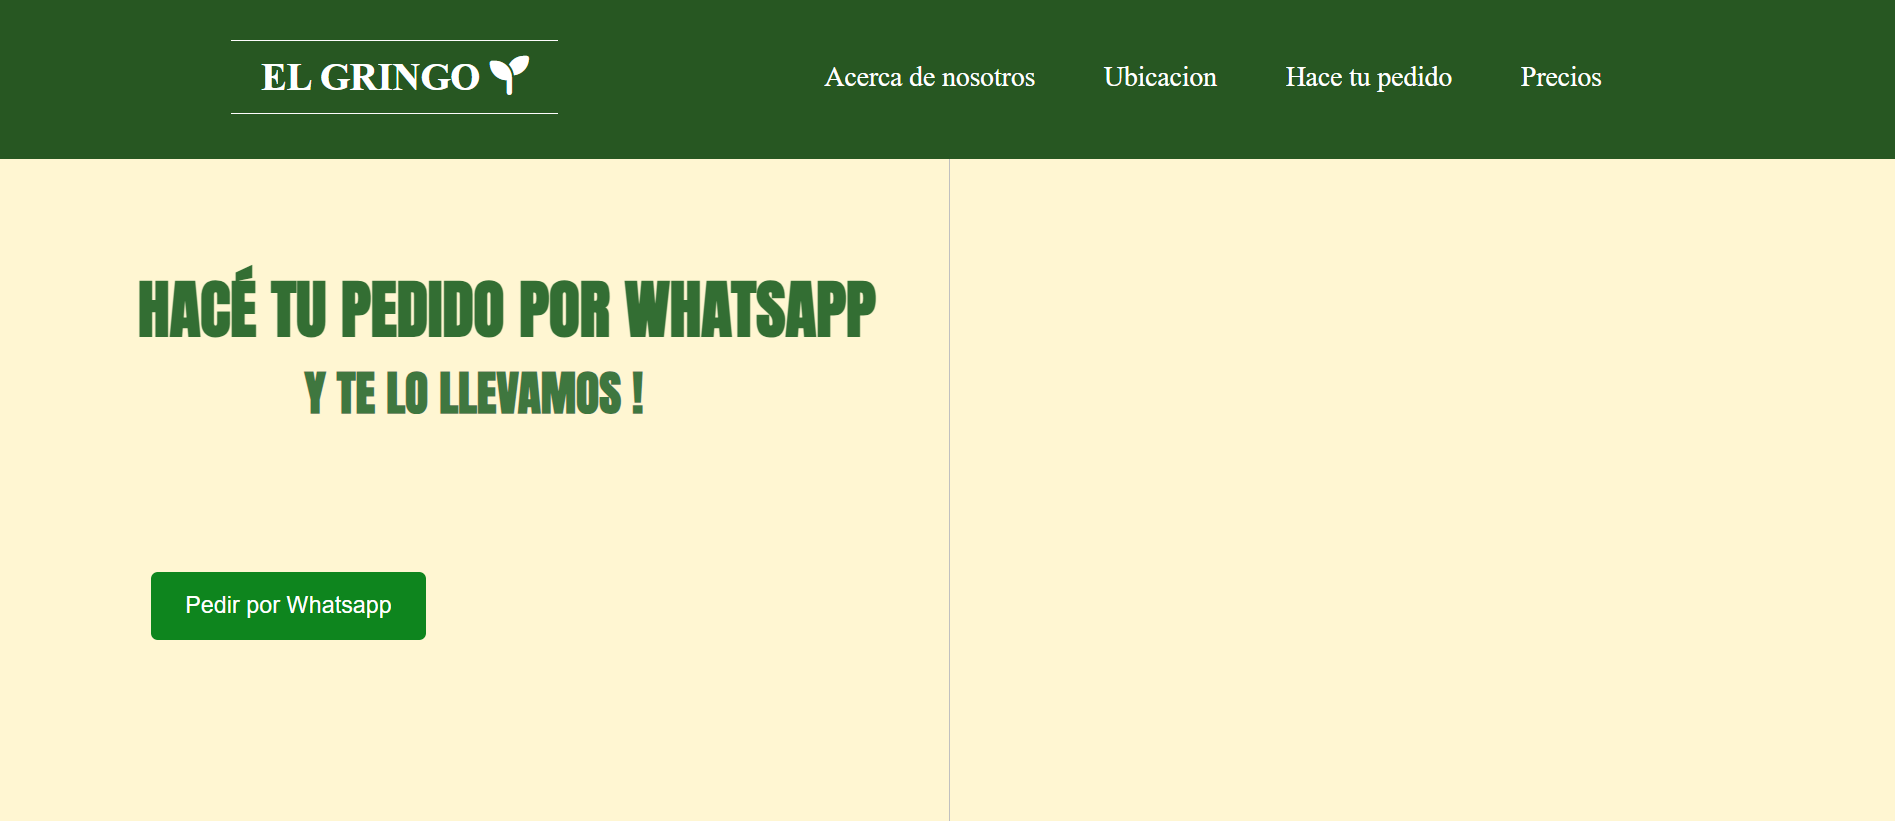 EL GRINGO
Acerca de nosotros
Ubicacion
Hace tu pedido
Precios
HACÉ TU PEDIDO POR WHATSAPP
Y TE LO LLEVAMOS !
Pedir por Whatsapp